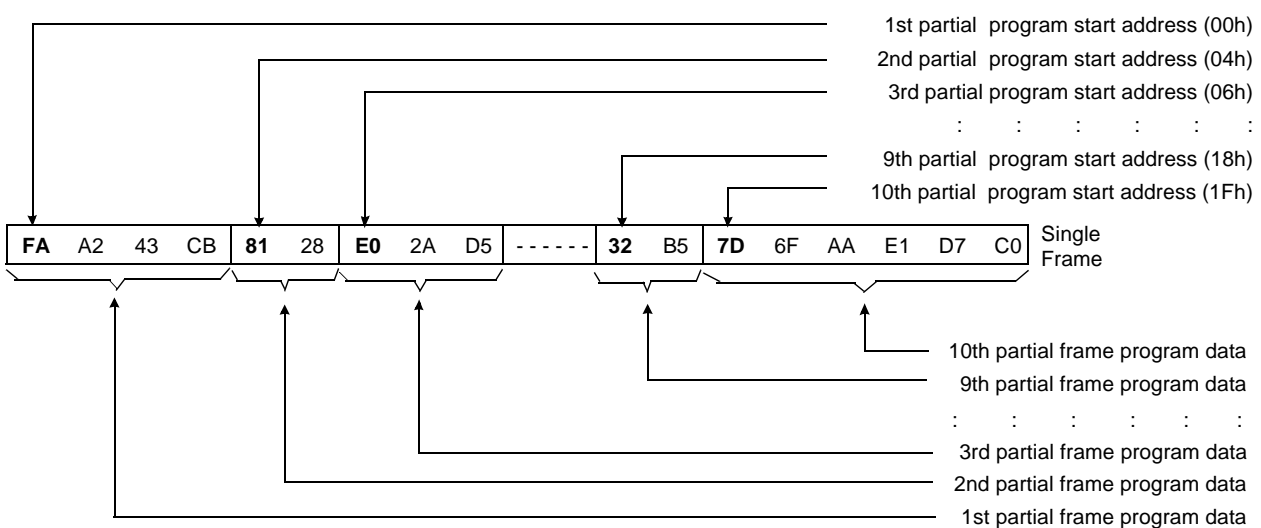 1st partial program start address (00h)
2nd partial program start address (04h)
3rd partial program start address (06h)
: : : : : :
9th partial program start address (18h)
10th partial program start address (1Fh)
FA A2 43 CB 81 28 E0 2A D5 - - - - - - 32 B5 7D 6F AA E1 D7 C0
Single
Frame
10th partial frame program data
9th partial frame program data
: : : : : :
3rd partial frame program data
2nd partial frame program data
1st partial frame program data